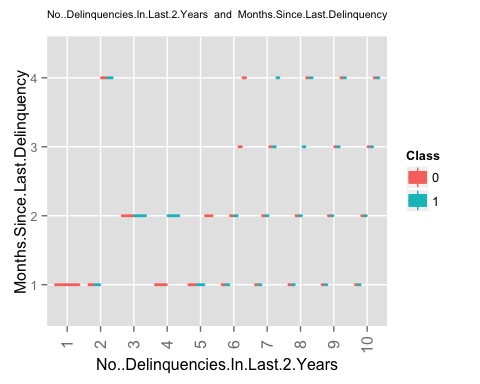 No..Delinquencies.In.Last.2.Years and Months.Since.Last.Delinquency
Months.Since.Last.Delinquency
4
3
2
1
1 2 3 4 5 6 7 8 9 10
No..Delinquencies.In.Last.2.Years
Class
0
1